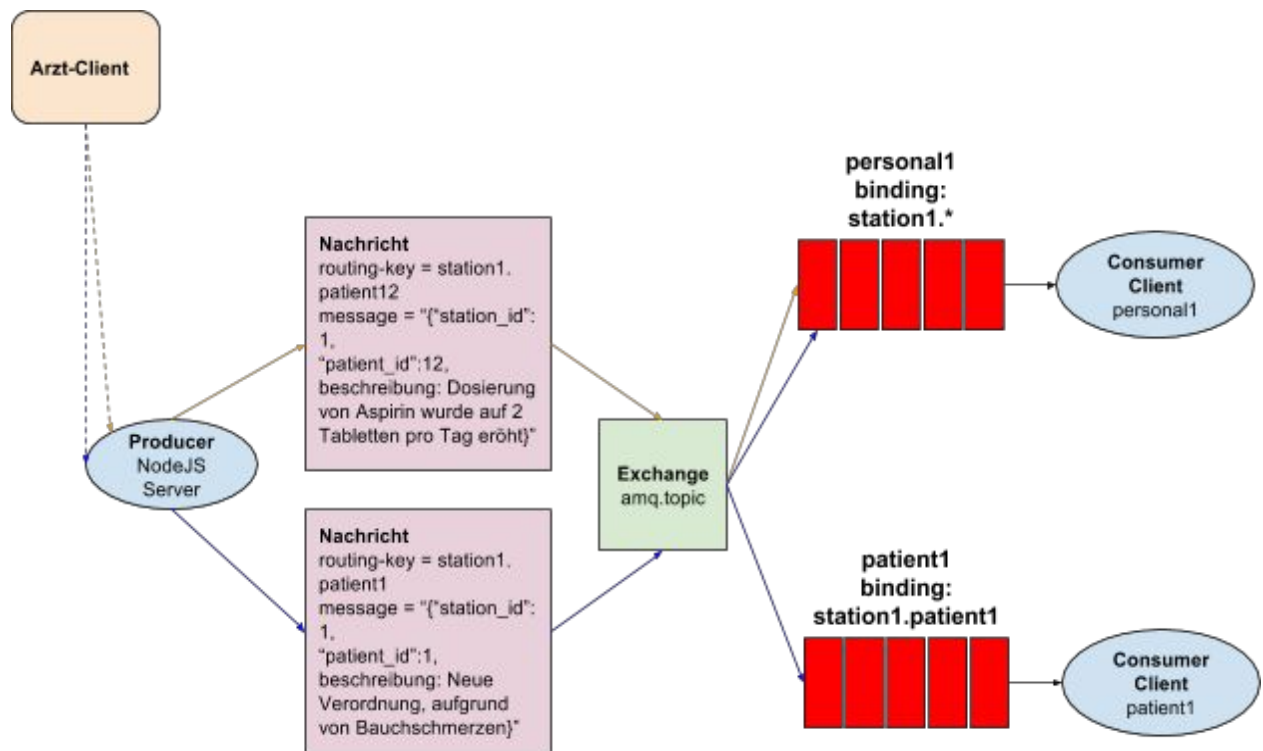 Arzt-Client
Producer
NodeJS
Server
Nachricht
routing-key = station1.
patient12
message = “{“station_id”:
1,
“patient_id”:12,
beschreibung: Dosierung
von Aspirin wurde auf 2
Tabletten pro Tag eröht}”
Nachricht
routing-key = station1.
patient1
message = “{“station_id”:
1,
“patient_id”:1,
beschreibung: Neue
Verordnung, aufgrund
von Bauchschmerzen}”
Exchange
amq.topic
personal1
binding:
station1.*
Consumer
Client
personal1
patient1
binding:
station1.patient1
Consumer
Client
patient1